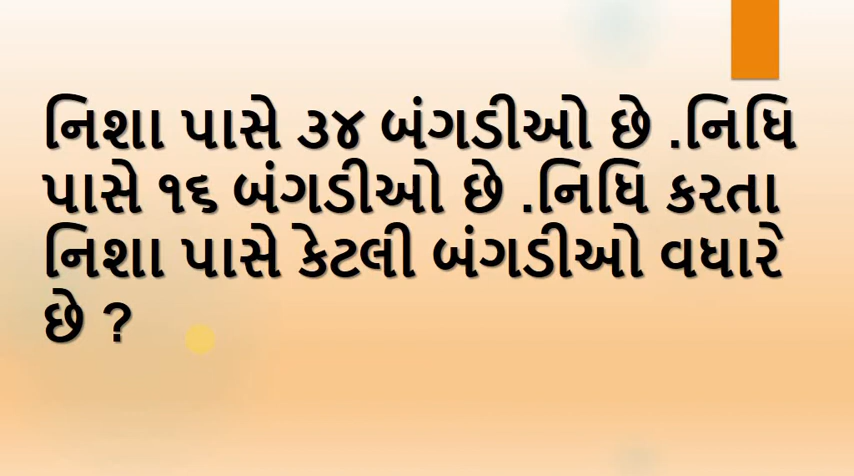 નિશા પાસે ૩૪ બંગડીઓ છે .નિધિ
પાસે ૧૬ બંગડીઓ છે .નિધિ કરતા
નિશા પાસે કેટલી બંગડીઓ વધારે
છે ?